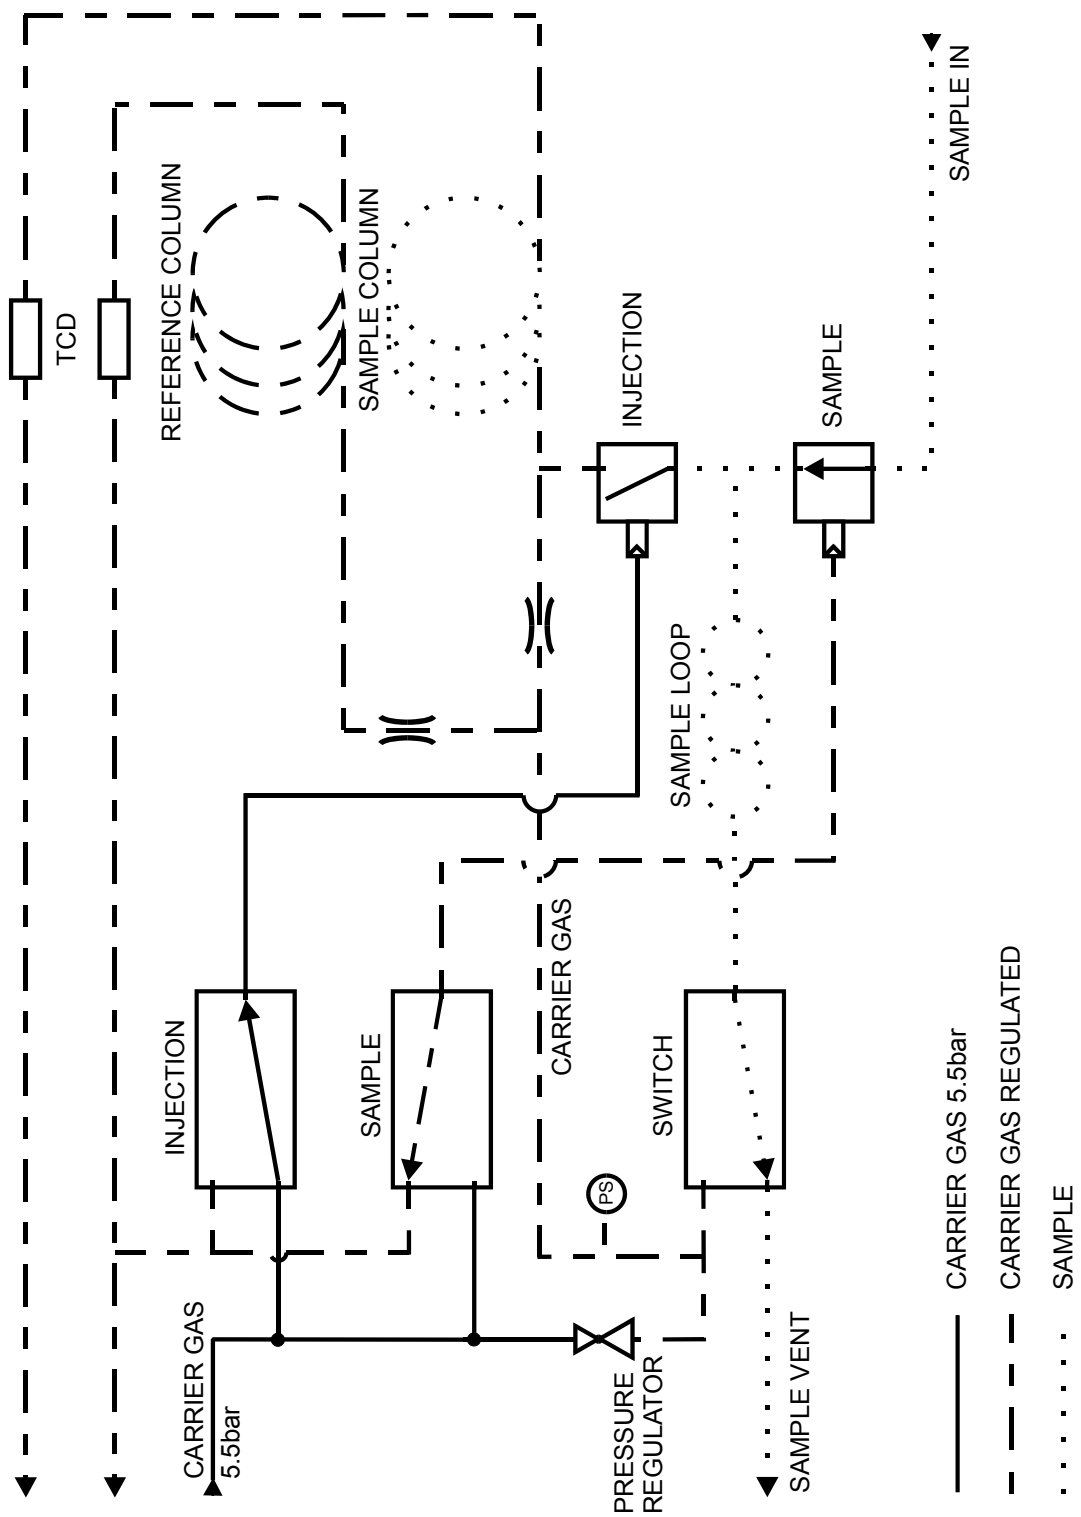 REFERENCE COLUMN
TCD
SAMPLE COLUMN
SAMPLE IN
INJECTION
SAMPLE
SAMPLE LOOP
INJECTION
SAMPLE
CARRIER GAS
SWITCH
PS
CARRIER GAS
5.5bar
PRESSURE
REGULATOR
SAMPLE VENT
CARRIER GAS 5.5bar
CARRIER GAS REGULATED
SAMPLE